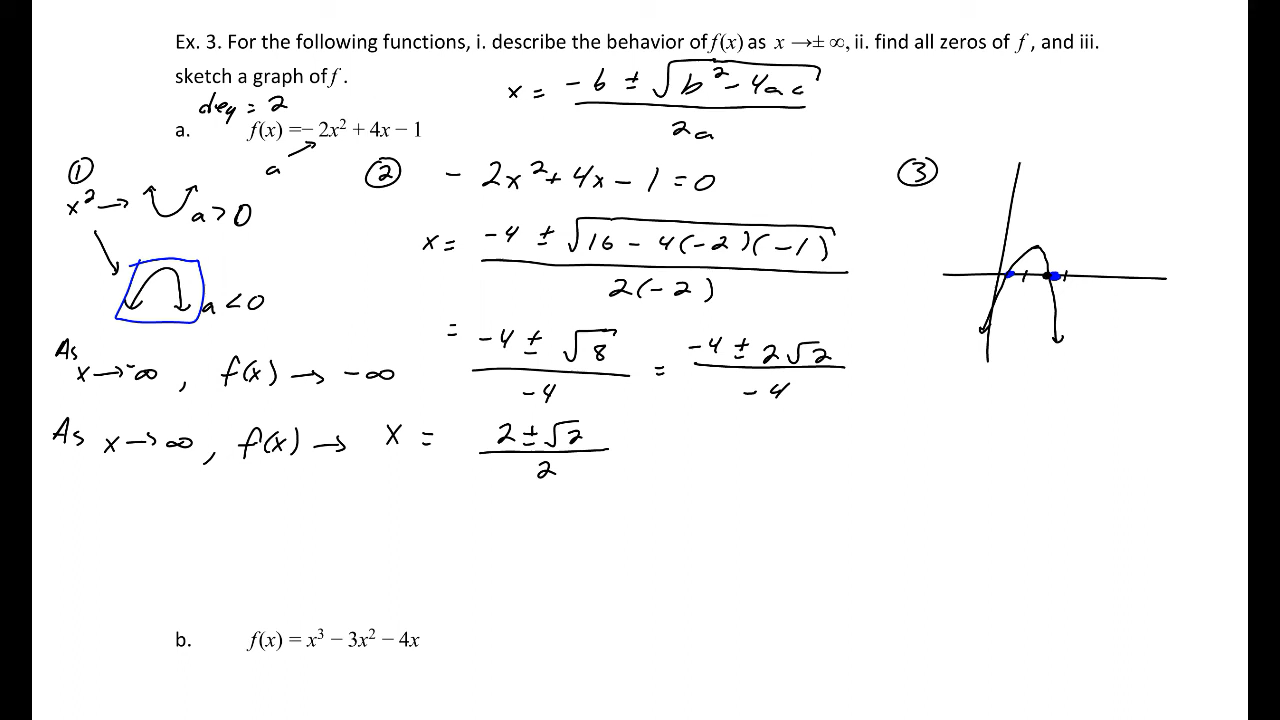 Ex. 3. For the following functions, i. describe the behavior of f(x) as x →± ∞, ii. find all zeros of f , and iii.
sketch a graph of f .
x = -b ± √(b² - 4ac) / 2a
deg = 2
a. f(x) =− 2x² + 4x − 1
a
① x² → a > 0
a < 0
As x → -∞ , f(x) → -∞
As x → ∞ , f(x) →
② - 2x² + 4x - 1 = 0
x = -4 ± √(16 - 4(-2)(-1)) / 2(-2)
= -4 ± √8 / -4 = -4 ± 2√2 / -4
x = 2 ± √2 / 2
③
b. f(x) = x³ − 3x² − 4x